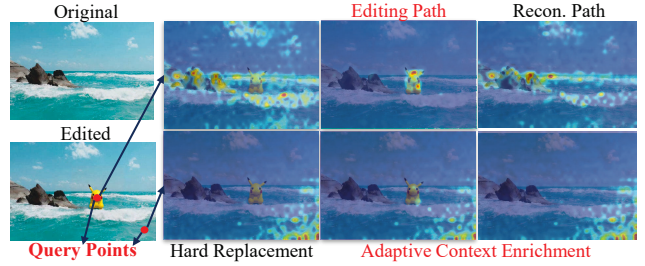 Original
Editing Path
Recon. Path
Edited
Query Points
Hard Replacement
Adaptive Context Enrichment